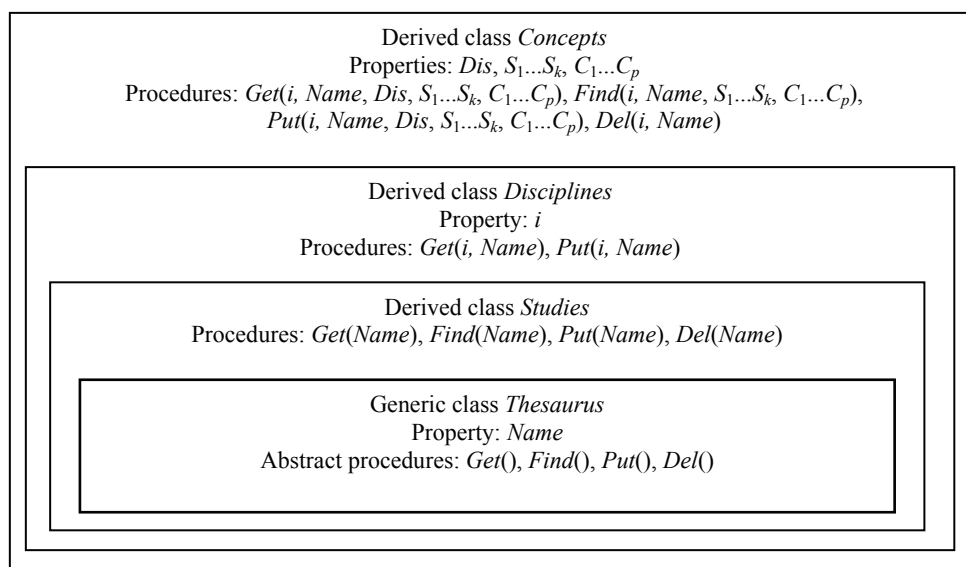 Derived class Concepts
Properties: Dis, S₁...Sₖ, C₁...Cₚ
Procedures: Get(i, Name, Dis, S₁...Sₖ, C₁...Cₚ), Find(i, Name, S₁...Sₖ, C₁...Cₚ),
Put(i, Name, Dis, S₁...Sₖ, C₁...Cₚ), Del(i, Name)
Derived class Disciplines
Property: i
Procedures: Get(i, Name), Put(i, Name)
Derived class Studies
Procedures: Get(Name), Find(Name), Put(Name), Del(Name)
Generic class Thesaurus
Property: Name
Abstract procedures: Get(), Find(), Put(), Del()